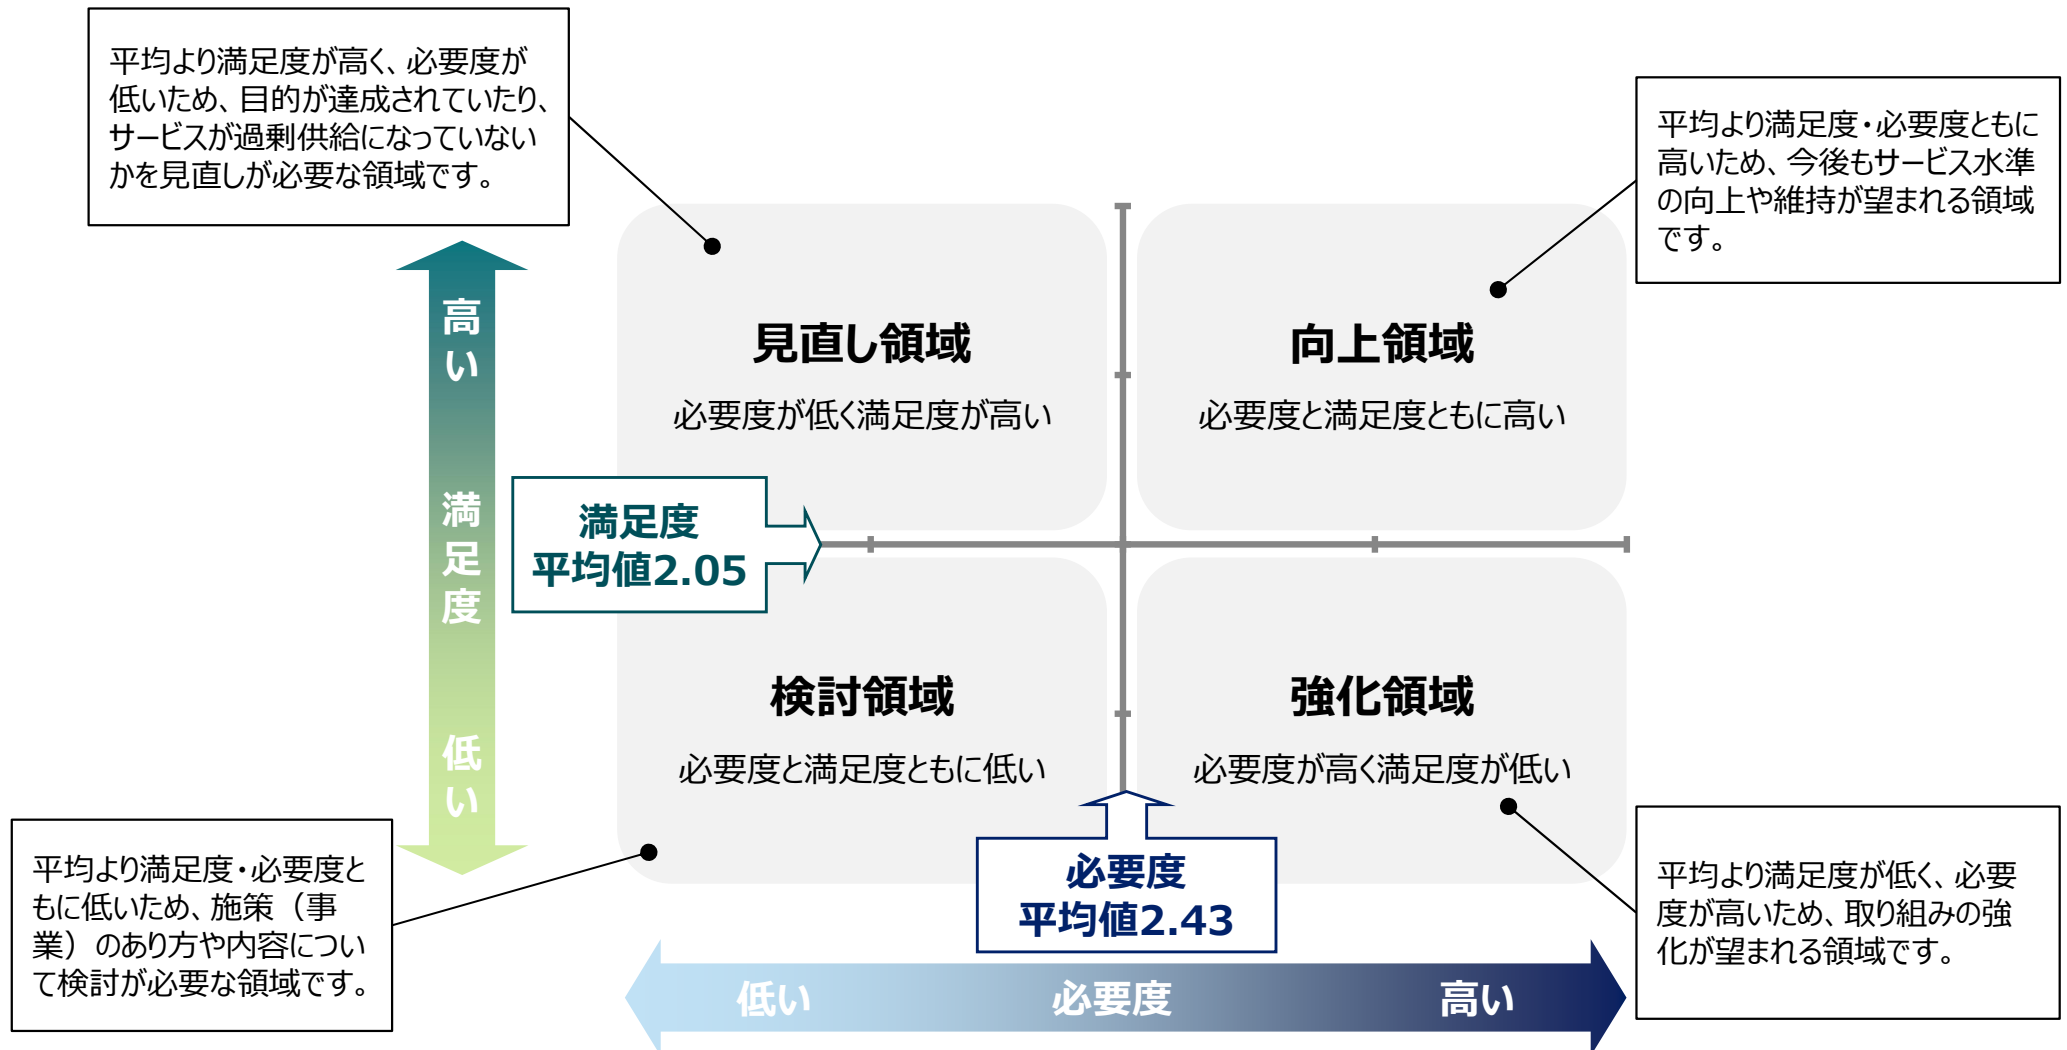 平均より満足度が高く、必要度が
低いため、目的が達成されていたり、
サービスが過剰供給になっていない
かを見直しが必要な領域です。
平均より満足度・必要度ともに
高いため、今後もサービス水準
の向上や維持が望まれる領域
です。
高い
満足度
低い
見直し領域
必要度が低く満足度が高い
向上領域
必要度と満足度ともに高い
満足度
平均値2.05
検討領域
必要度と満足度ともに低い
強化領域
必要度が高く満足度が低い
必要度
平均値2.43
平均より満足度・必要度と
もに低いため、施策（事
業）のあり方や内容につい
て検討が必要な領域です。
平均より満足度が低く、必要
度が高いため、取り組みの強
化が望まれる領域です。
低い
必要度
高い